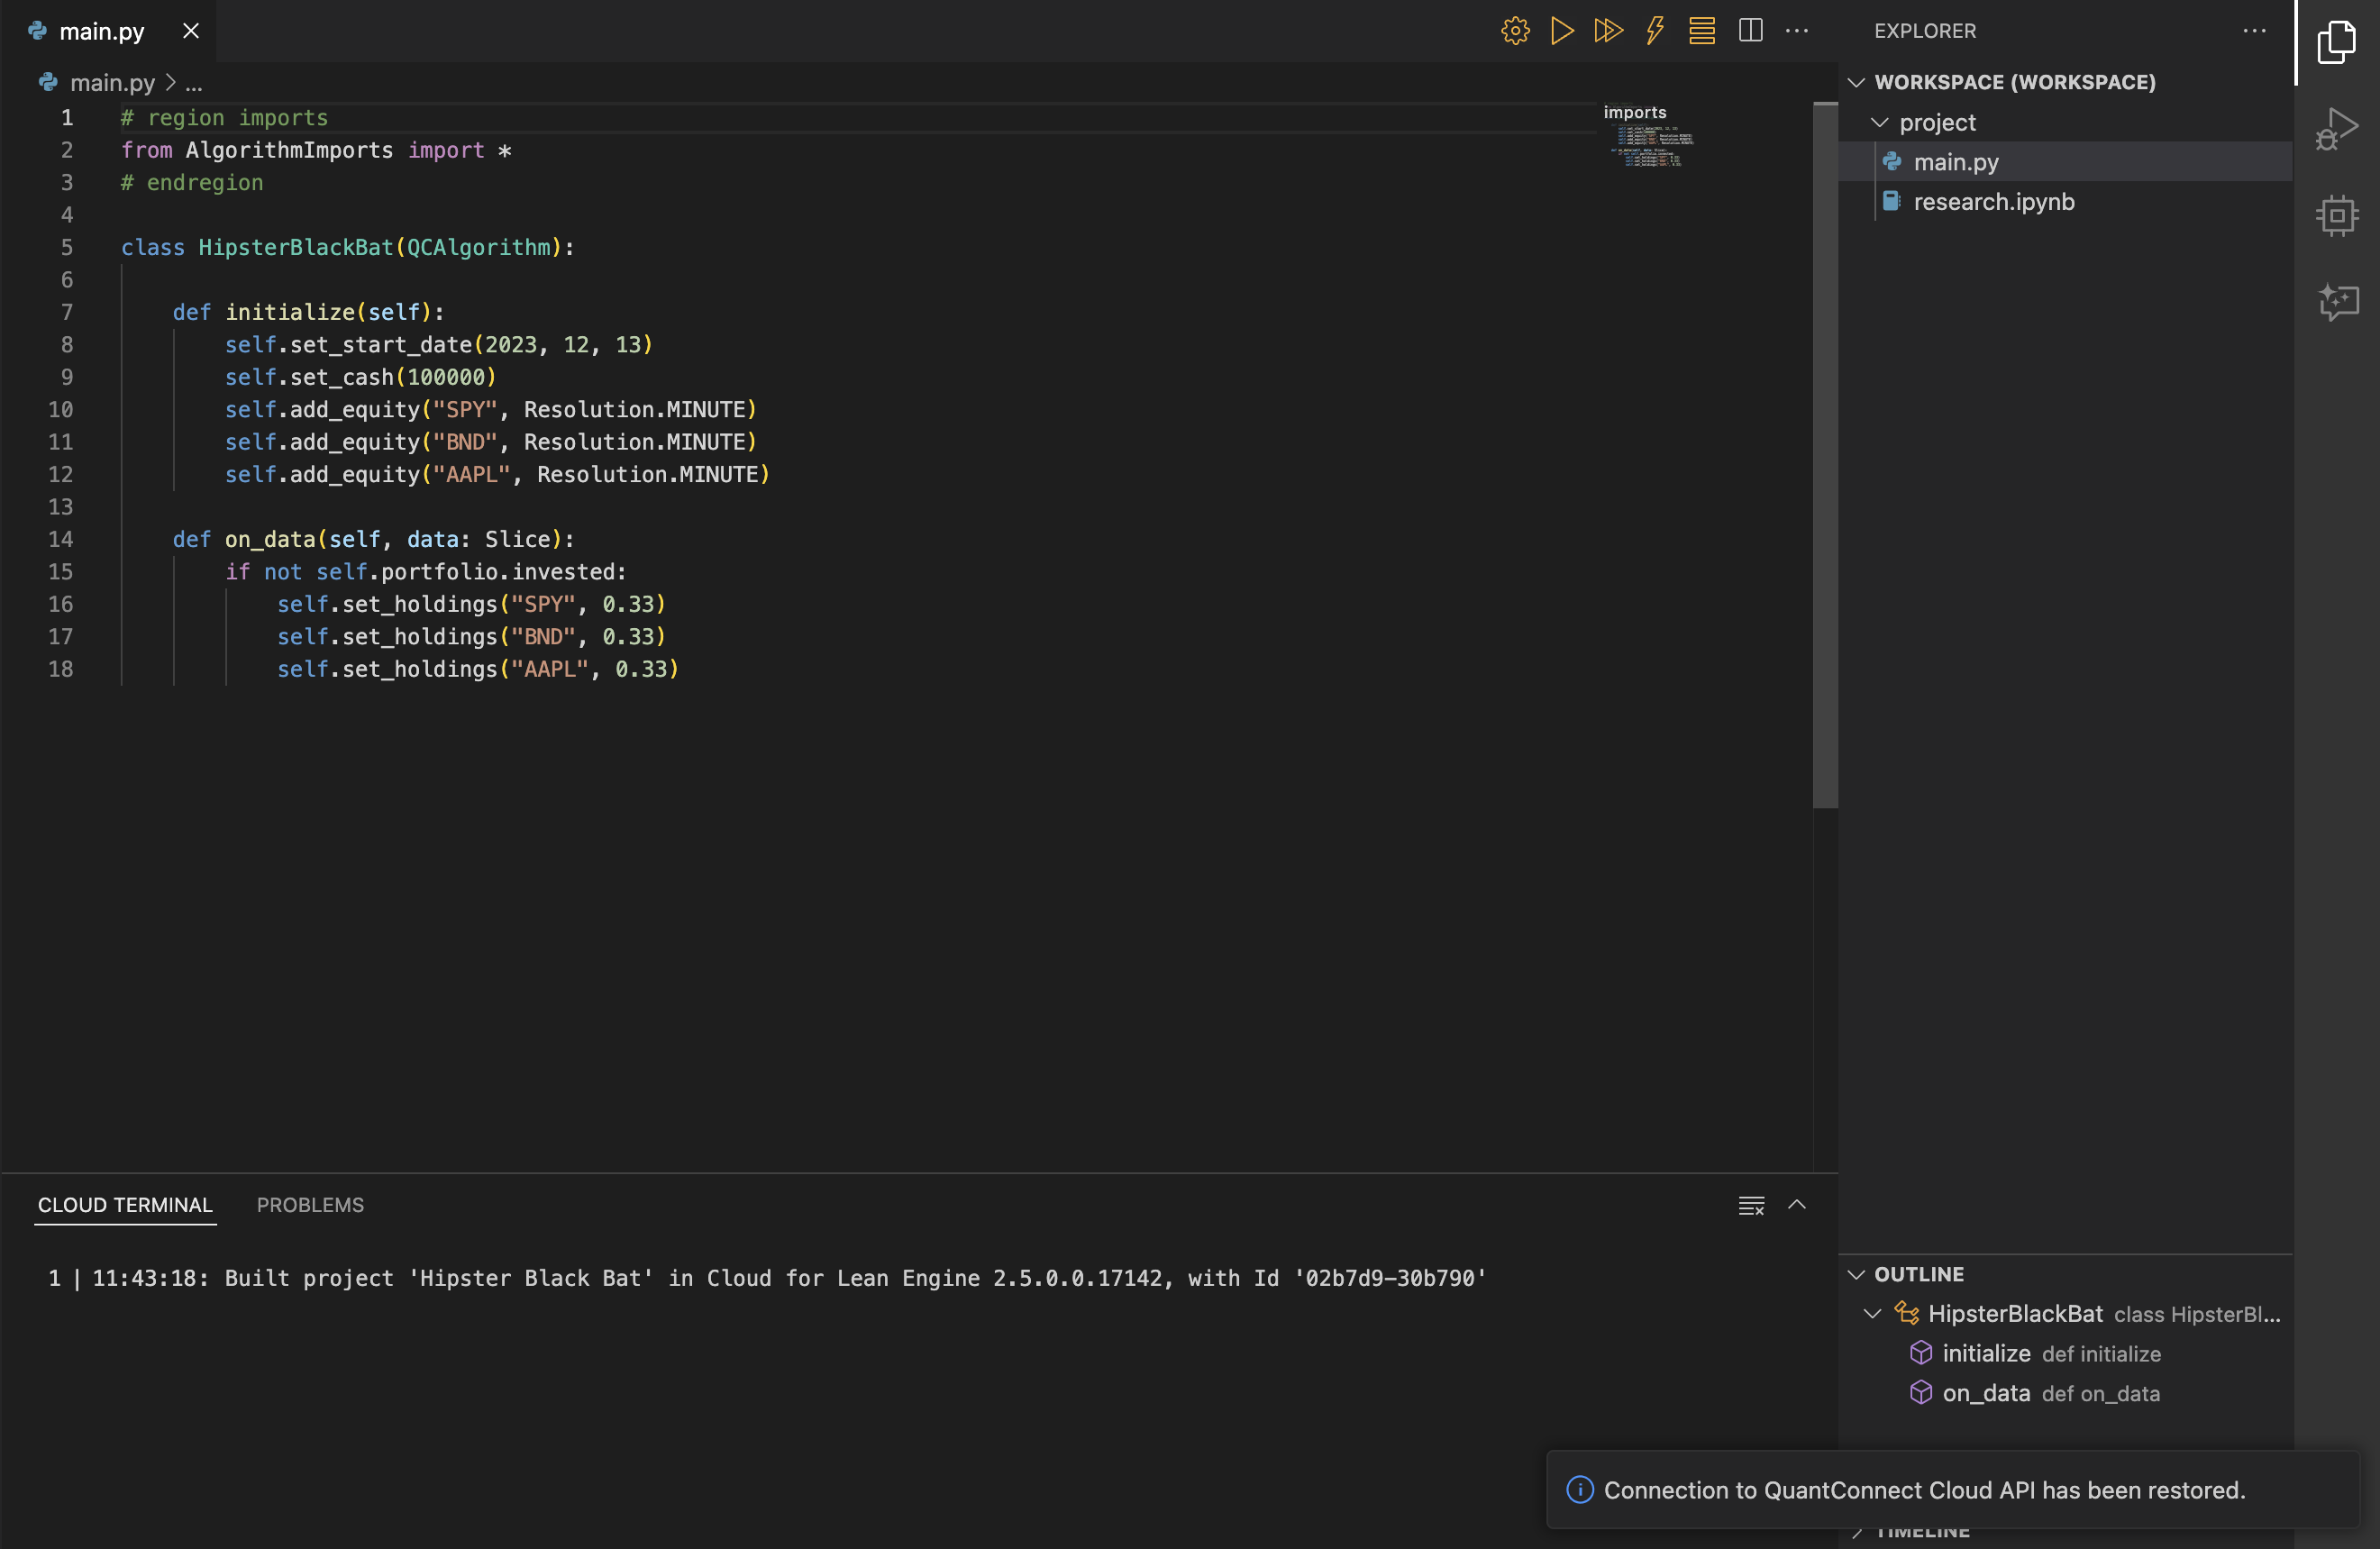 main.py
EXPLORER
main.py > ...
WORKSPACE (WORKSPACE)
project
main.py
research.ipynb
1 # region imports
2 from AlgorithmImports import *
3 # endregion
4
5 class HipsterBlackBat(QCAlgorithm):
6
7 def initialize(self):
8 self.set_start_date(2023, 12, 13)
9 self.set_cash(100000)
10 self.add_equity("SPY", Resolution.MINUTE)
11 self.add_equity("BND", Resolution.MINUTE)
12 self.add_equity("AAPL", Resolution.MINUTE)
13
14 def on_data(self, data: Slice):
15 if not self.portfolio.invested:
16 self.set_holdings("SPY", 0.33)
17 self.set_holdings("BND", 0.33)
18 self.set_holdings("AAPL", 0.33)
imports
CLOUD TERMINAL PROBLEMS
1 | 11:43:18: Built project 'Hipster Black Bat' in Cloud for Lean Engine 2.5.0.0.17142, with Id '02b7d9-30b790'
OUTLINE
HipsterBlackBat class HipsterBl...
initialize def initialize
on_data def on_data
Connection to QuantConnect Cloud API has been restored.
TIMELINE